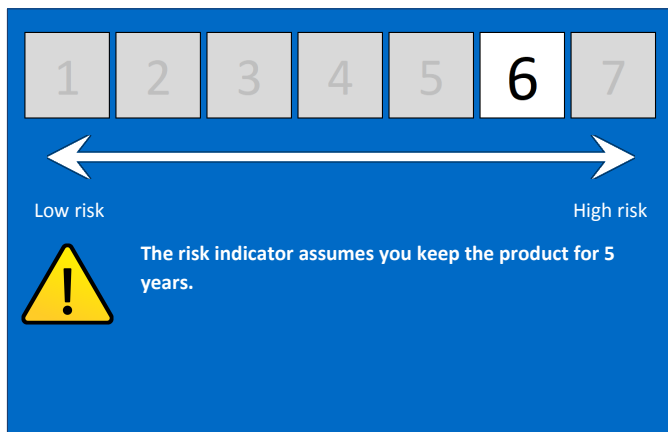 1 2 3 4 5 6 7
Low risk High risk
The risk indicator assumes you keep the product for 5
years.